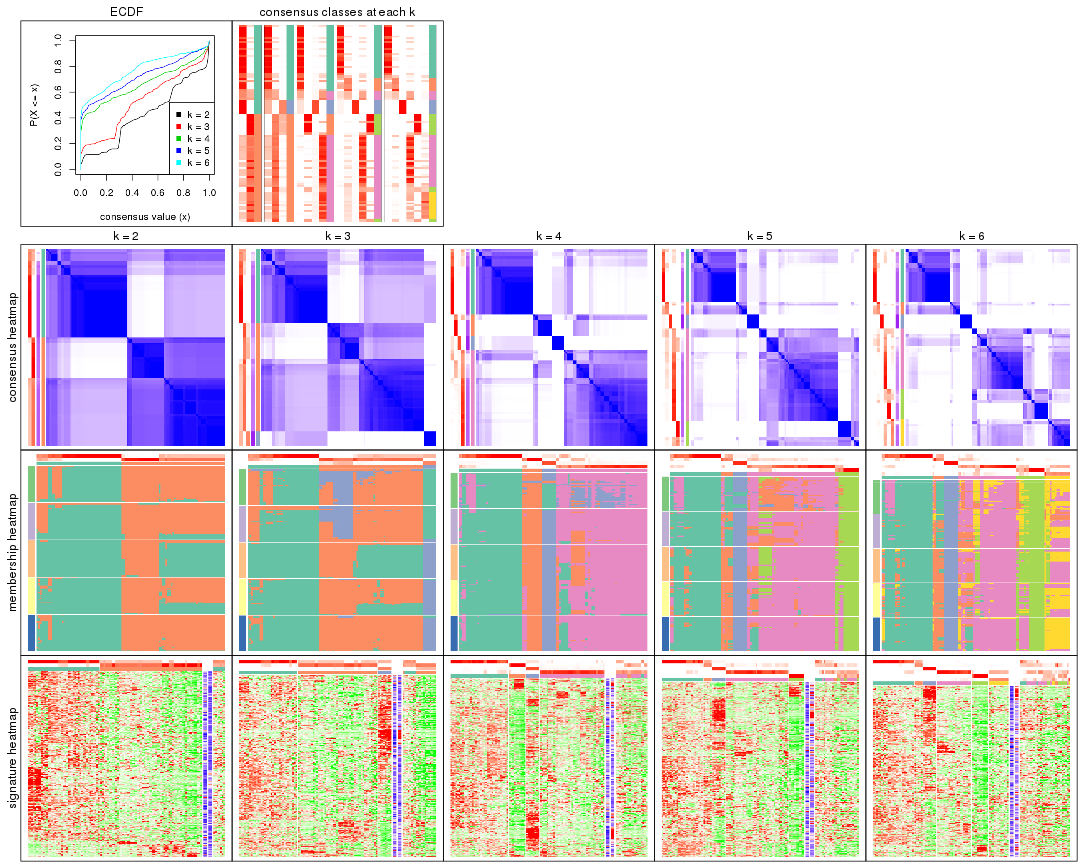 ECDF
consensus classes at each k
P(X <= x)
0.0 0.2 0.4 0.6 0.8 1.0
k = 2
k = 3
k = 4
k = 5
k = 6
0.0 0.2 0.4 0.6 0.8 1.0
consensus value (x)
k = 2 k = 3 k = 4 k = 5 k = 6
consensus heatmap
membership heatmap
signature heatmap